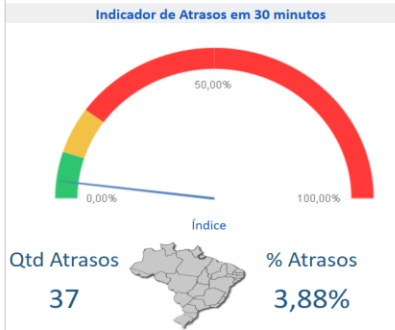 Indicador de Atrasos em 30 minutos
50,00%
0,00%
100,00%
Índice
Qtd Atrasos
% Atrasos
37
3,88%